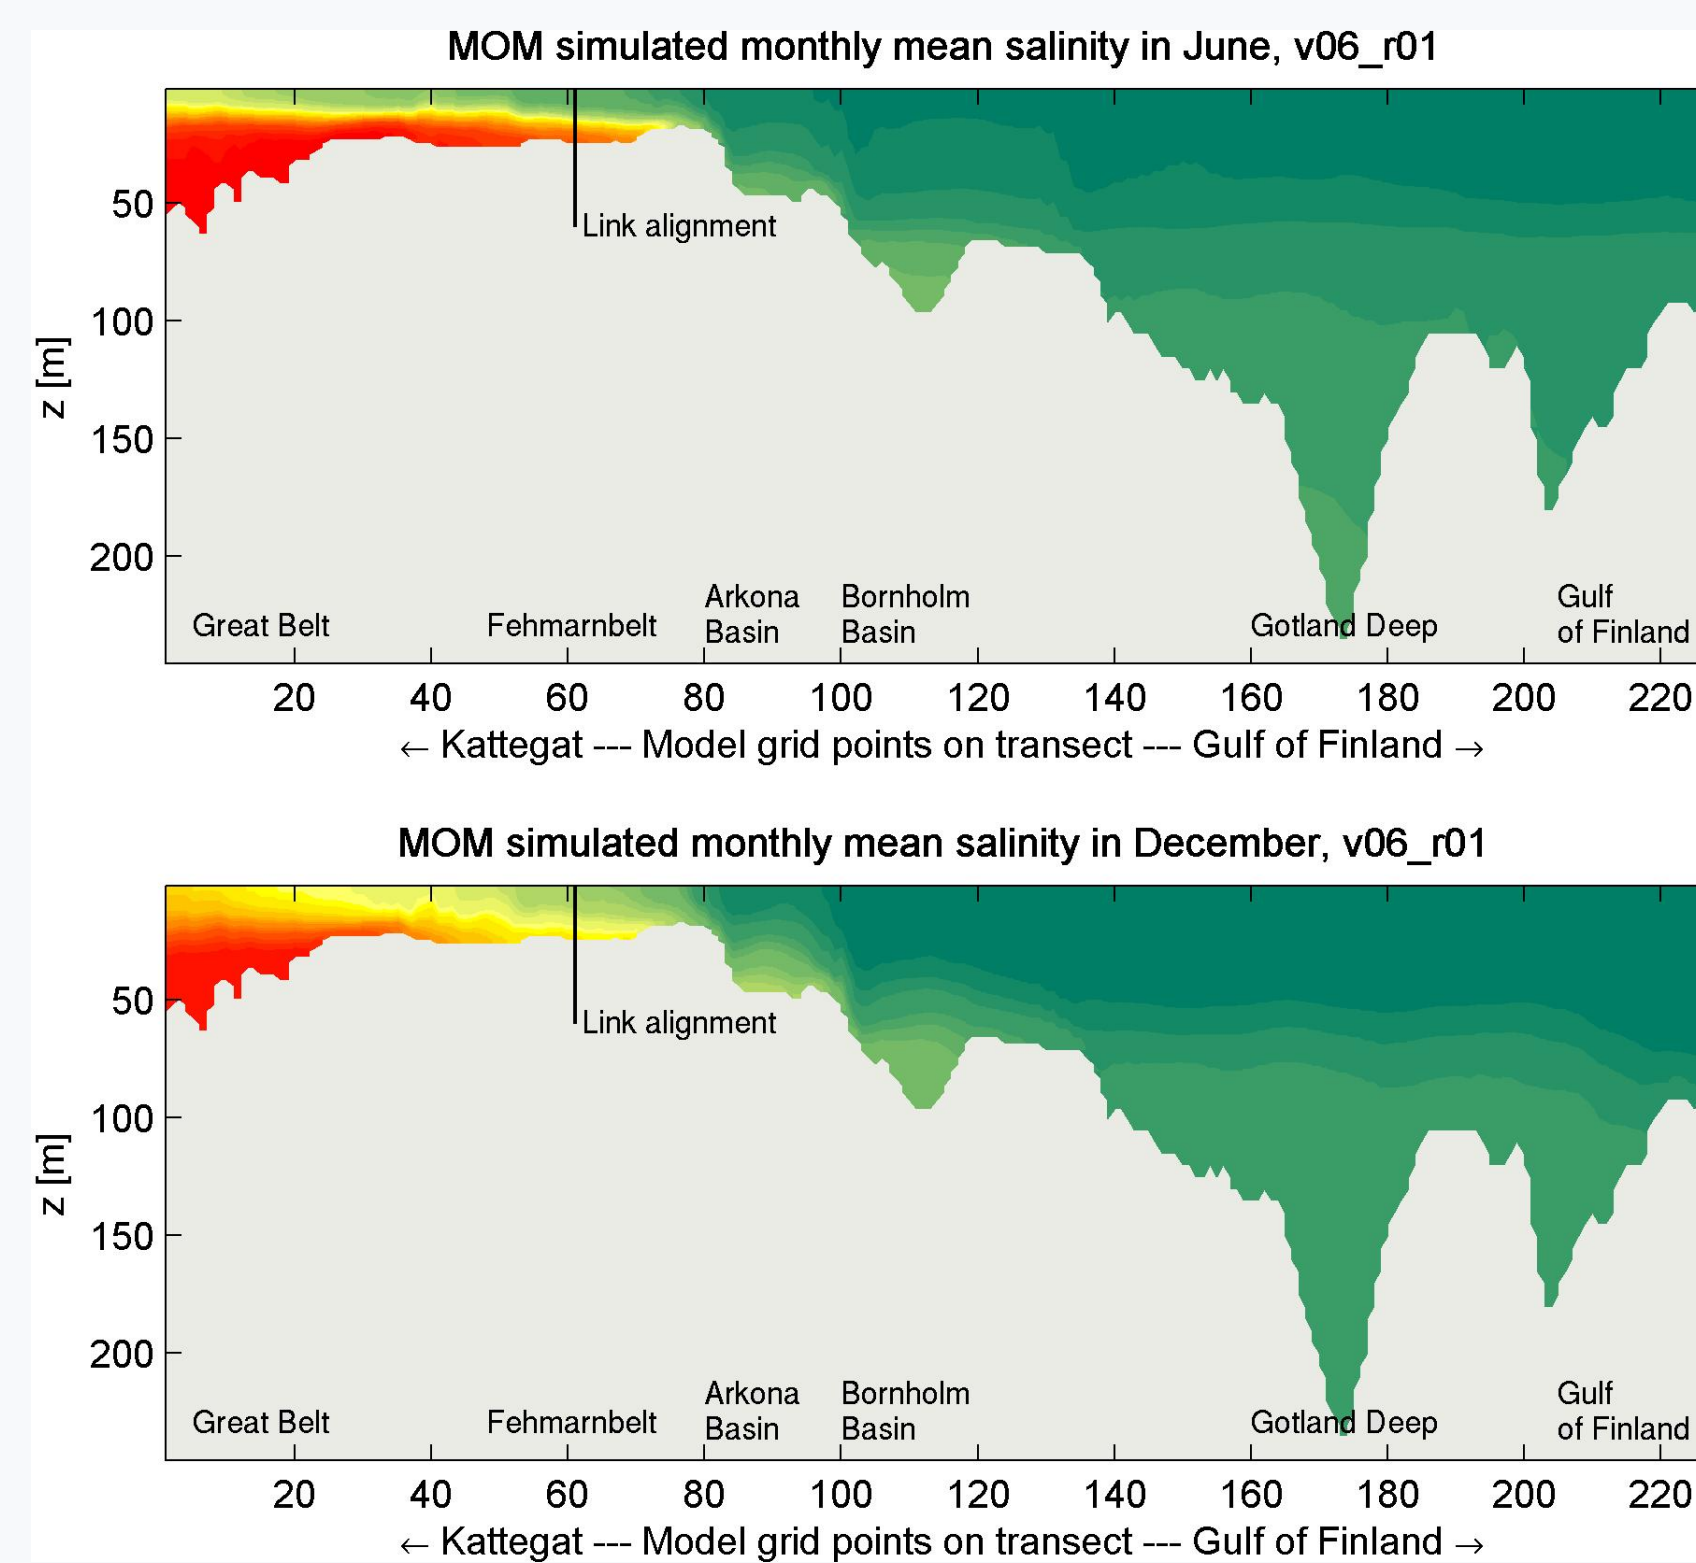 MOM simulated monthly mean salinity in June, v06_r01
50
100
150
200
z [m]
Link alignment
Great Belt
Fehmarnbelt
Arkona
Basin
Bornholm
Basin
Gotland Deep
Gulf
of Finland
20 40 60 80 100 120 140 160 180 200 220
← Kattegat --- Model grid points on transect --- Gulf of Finland →
MOM simulated monthly mean salinity in December, v06_r01
50
100
150
200
z [m]
Link alignment
Great Belt
Fehmarnbelt
Arkona
Basin
Bornholm
Basin
Gotland Deep
Gulf
of Finland
20 40 60 80 100 120 140 160 180 200 220
← Kattegat --- Model grid points on transect --- Gulf of Finland →